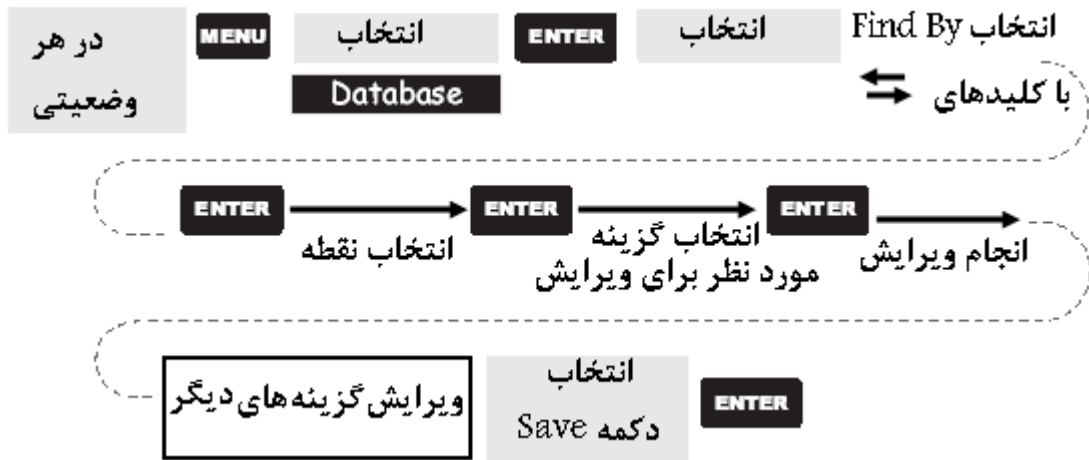 در هر
وضعیتی
MENU
انتخاب
Database
ENTER
انتخاب
انتخاب Find By
با کلیدهای
ENTER
انتخاب نقطه
ENTER
انتخاب گزینه
مورد نظر برای ویرایش
ENTER
انجام ویرایش
ویرایش گزینه‌های دیگر
انتخاب
دکمه Save
ENTER